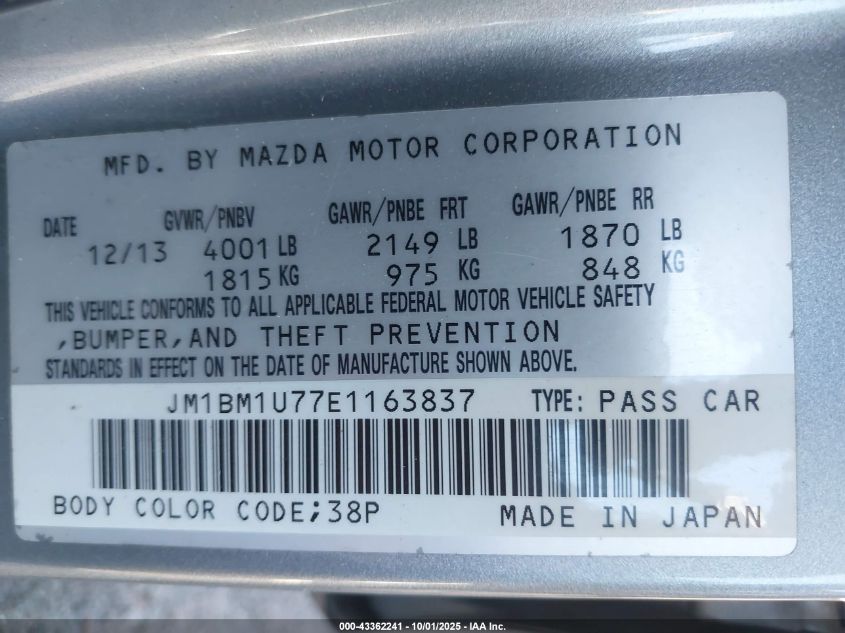 MFD. BY MAZDA MOTOR CORPORATION
DATE GVWR/PNBV GAWR/PNBE FRT GAWR/PNBE RR
12/13 4001 LB 2149 LB 1870 LB
1815 KG 975 KG 848 KG
THIS VEHICLE CONFORMS TO ALL APPLICABLE FEDERAL MOTOR VEHICLE SAFETY
,BUMPER,AND THEFT PREVENTION
STANDARDS IN EFFECT ON THE DATE OF MANUFACTURE SHOWN ABOVE.
JM1BM1U77E1163837 TYPE: PASS CAR
BODY COLOR CODE;38P MADE IN JAPAN
000-43362241 - 10/01/2025 - IAA Inc.